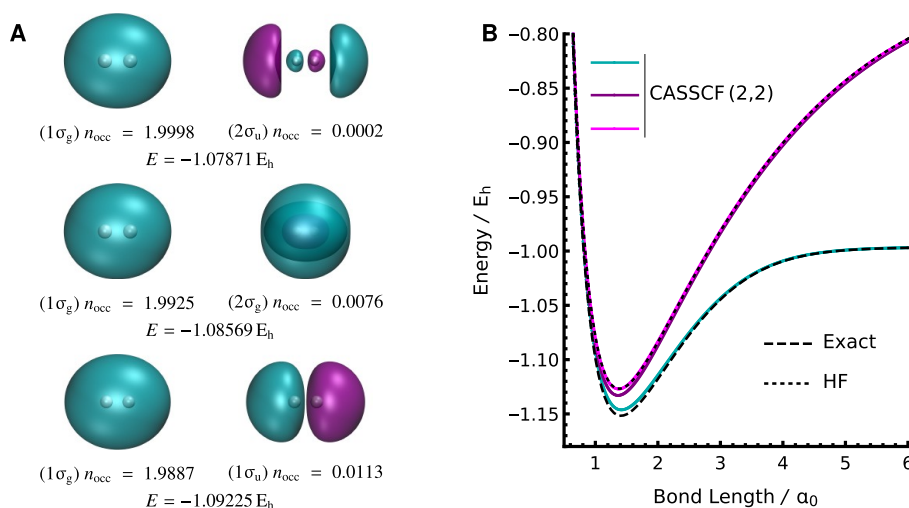 A
(1σg) nocc = 1.9998 (2σu) nocc = 0.0002
E = −1.07871 Eh
(1σg) nocc = 1.9925 (2σg) nocc = 0.0076
E = −1.08569 Eh
(1σg) nocc = 1.9887 (1σu) nocc = 0.0113
E = −1.09225 Eh
B
Energy / Eh
−0.80
−0.85
−0.90
−0.95
−1.00
−1.05
−1.10
−1.15
CASSCF (2,2)
Exact
HF
1 2 3 4 5 6
Bond Length / α0